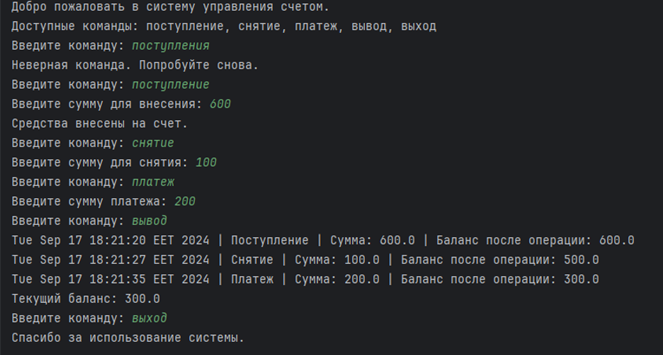 Добро пожаловать в систему управления счетом.
Доступные команды: поступление, снятие, платеж, вывод, выход
Введите команду: поступления
Неверная команда. Попробуйте снова.
Введите команду: поступление
Введите сумму для внесения: 600
Средства внесены на счет.
Введите команду: снятие
Введите сумму для снятия: 100
Введите команду: платеж
Введите сумму платежа: 200
Введите команду: вывод
Tue Sep 17 18:21:20 EET 2024 | Поступление | Сумма: 600.0 | Баланс после операции: 600.0
Tue Sep 17 18:21:27 EET 2024 | Снятие | Сумма: 100.0 | Баланс после операции: 500.0
Tue Sep 17 18:21:35 EET 2024 | Платеж | Сумма: 200.0 | Баланс после операции: 300.0
Текущий баланс: 300.0
Введите команду: выход
Спасибо за использование системы.